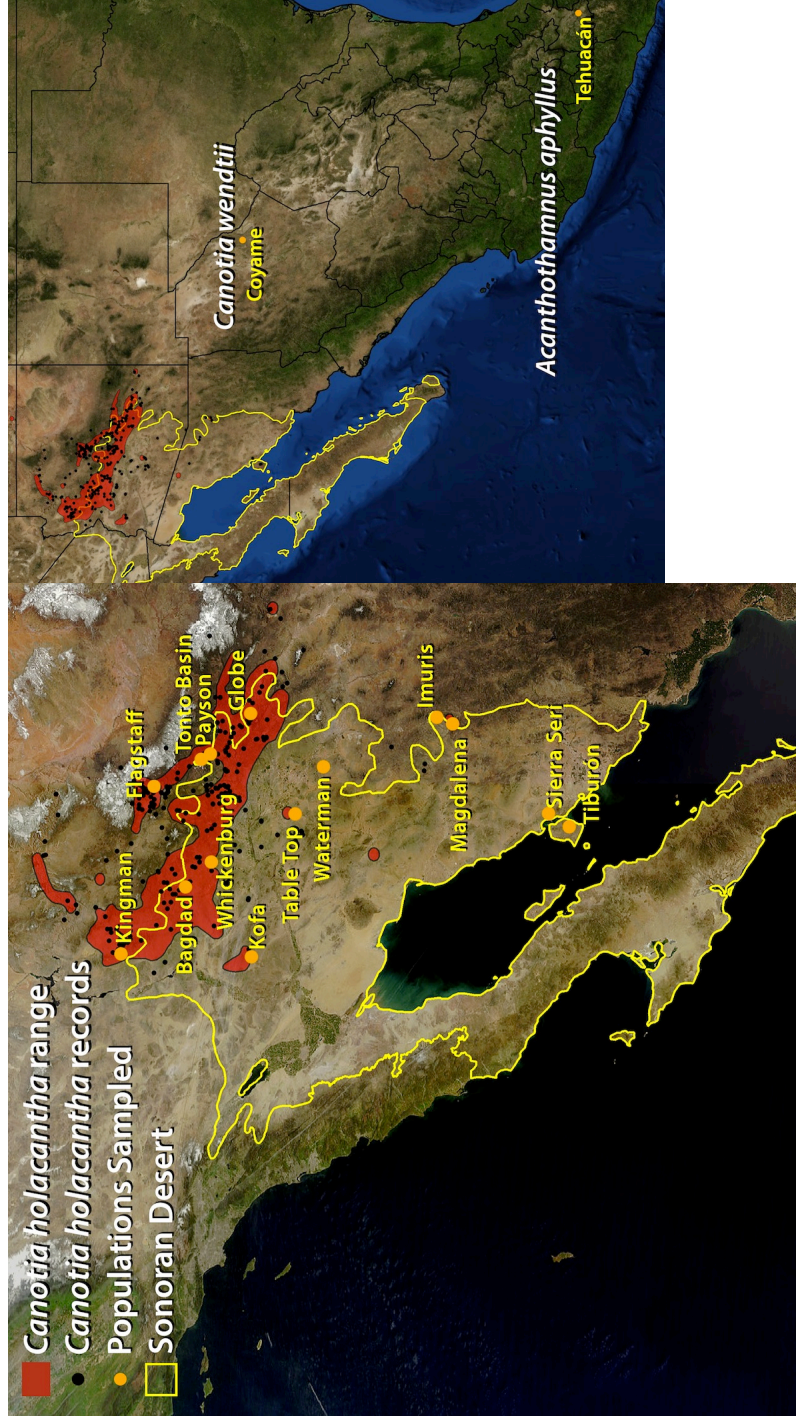 Canotia holacantha range
Canotia holacantha records
Populations Sampled
Sonoran Desert
Kingman
Flagstaff
Tonto Basin
Payson
Globe
Bagdad
Whickenburg
Kofa
Table Top
Waterman
Imuris
Magdalena
Sierra Seri
Tiburón
Canotia wendtii
Coyame
Acanthothamnus aphyllus
Tehuacán